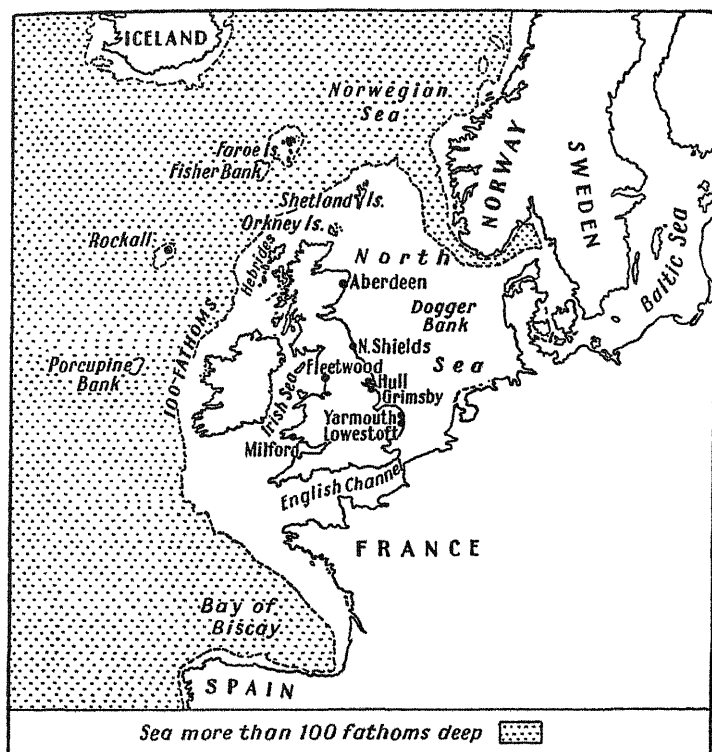 ICELAND
Norwegian
Sea
Faroe Is.
Fisher Bank
Shetland Is.
Orkney Is.
NORWAY
SWEDEN
Rockall
Hebrides
North
Baltic Sea
Aberdeen
100-FATHOMS
Dogger
Bank
N. Shields
Sea
Porcupine
Bank
Fleetwood
Irish Sea
Hull
Grimsby
Yarmouth
Lowestoft
Milford
English Channel
FRANCE
Bay of
Biscay
SPAIN
Sea more than 100 fathoms deep